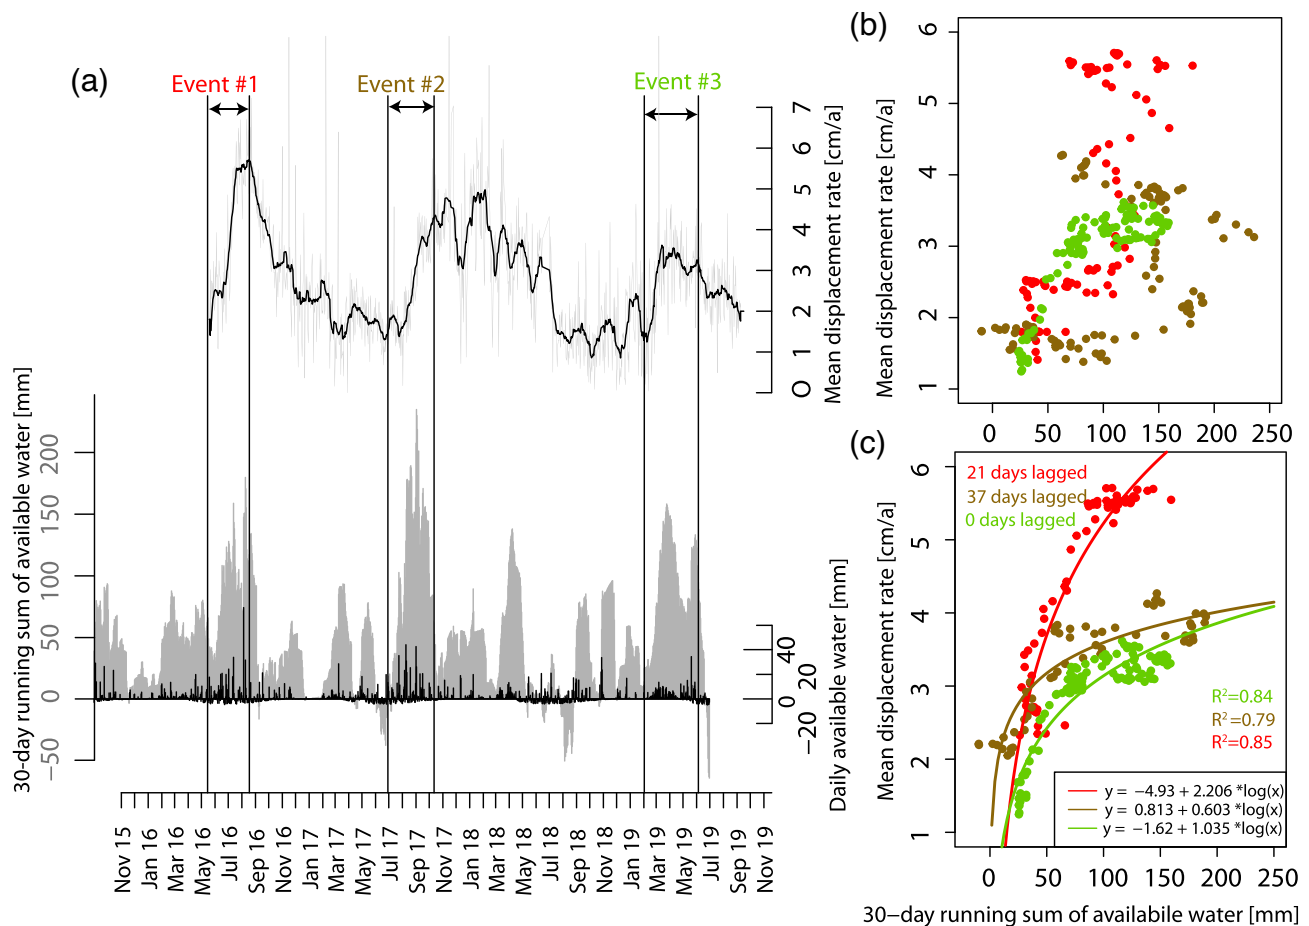 (a)
Event #1
Event #2
Event #3
7
6
5
4
3
2
1
0
Mean displacement rate [cm/a]
30-day running sum of available water [mm]
200
150
100
50
0
−50
40
20
0
−20
Daily available water [mm]
Nov 15
Jan 16
Mar 16
May 16
Jul 16
Sep 16
Nov 16
Jan 17
Mar 17
May 17
Jul 17
Sep 17
Nov 17
Jan 18
Mar 18
May 18
Jul 18
Sep 18
Nov 18
Jan 19
Mar 19
May 19
Jul 19
Sep 19
Nov 19
(b)
Mean displacement rate [cm/a]
6
5
4
3
2
1
0 50 100 150 200 250
(c)
Mean displacement rate [cm/a]
6
5
4
3
2
1
21 days lagged
37 days lagged
0 days lagged
R²=0.84
R²=0.79
R²=0.85
y = −4.93 + 2.206 *log(x)
y = 0.813 + 0.603 *log(x)
y = −1.62 + 1.035 *log(x)
0 50 100 150 200 250
30−day running sum of availabile water [mm]